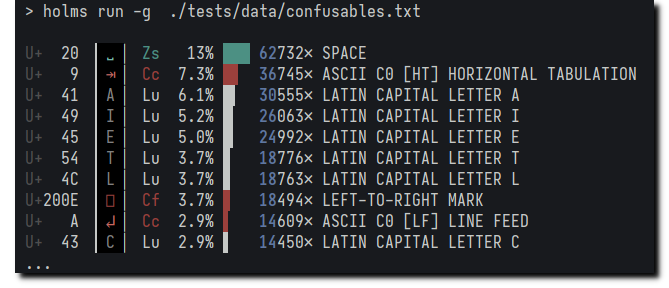 > holms run -g  ./tests/data/confusables.txt
U+  20 ␣ Zs 13% 62732× SPACE
U+   9 ⇥ Cc 7.3% 36745× ASCII C0 [HT] HORIZONTAL TABULATION
U+  41 A Lu 6.1% 30555× LATIN CAPITAL LETTER A
U+  49 I Lu 5.2% 26063× LATIN CAPITAL LETTER I
U+  45 E Lu 5.0% 24992× LATIN CAPITAL LETTER E
U+  54 T Lu 3.7% 18776× LATIN CAPITAL LETTER T
U+  4C L Lu 3.7% 18763× LATIN CAPITAL LETTER L
U+200E □ Cf 3.7% 18494× LEFT-TO-RIGHT MARK
U+   A ↵ Cc 2.9% 14609× ASCII C0 [LF] LINE FEED
U+  43 C Lu 2.9% 14450× LATIN CAPITAL LETTER C
...